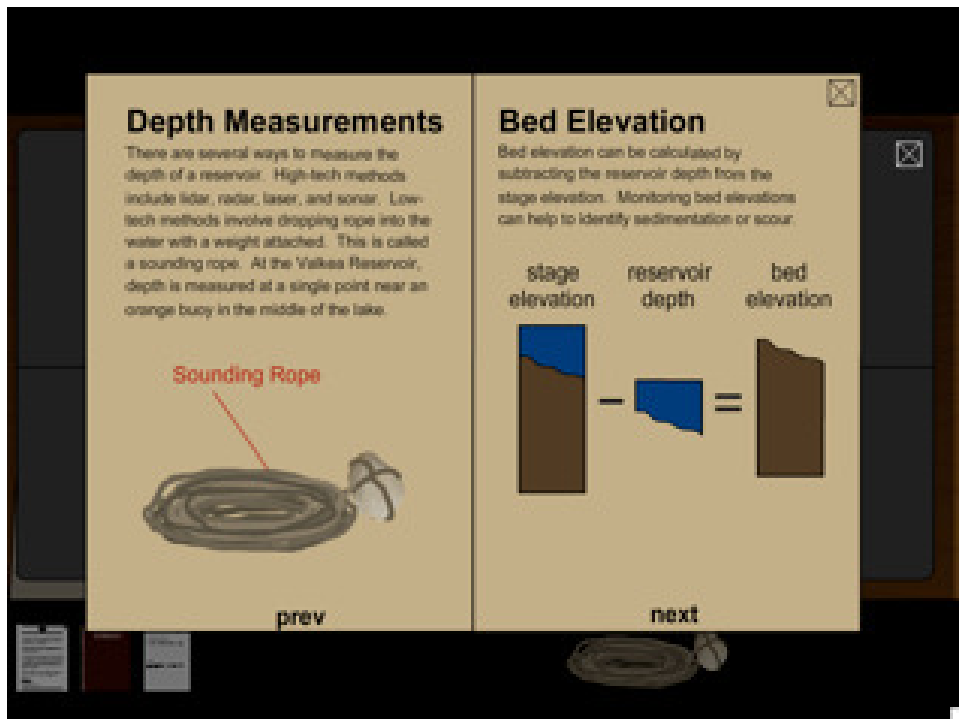 Depth Measurements
There are several ways to measure the
depth of a reservoir. High-tech methods
include lidar, radar, laser, and sonar. Low-
tech methods involve dropping rope into the
water with a weight attached. This is called
a sounding rope. At the Valkea Reservoir,
depth is measured at a single point near an
orange buoy in the middle of the lake.
Sounding Rope
prev
Bed Elevation
Bed elevation can be calculated by
subtracting the reservoir depth from the
stage elevation. Monitoring bed elevations
can help to identify sedimentation or scour.
stage reservoir bed
elevation depth elevation
– =
next